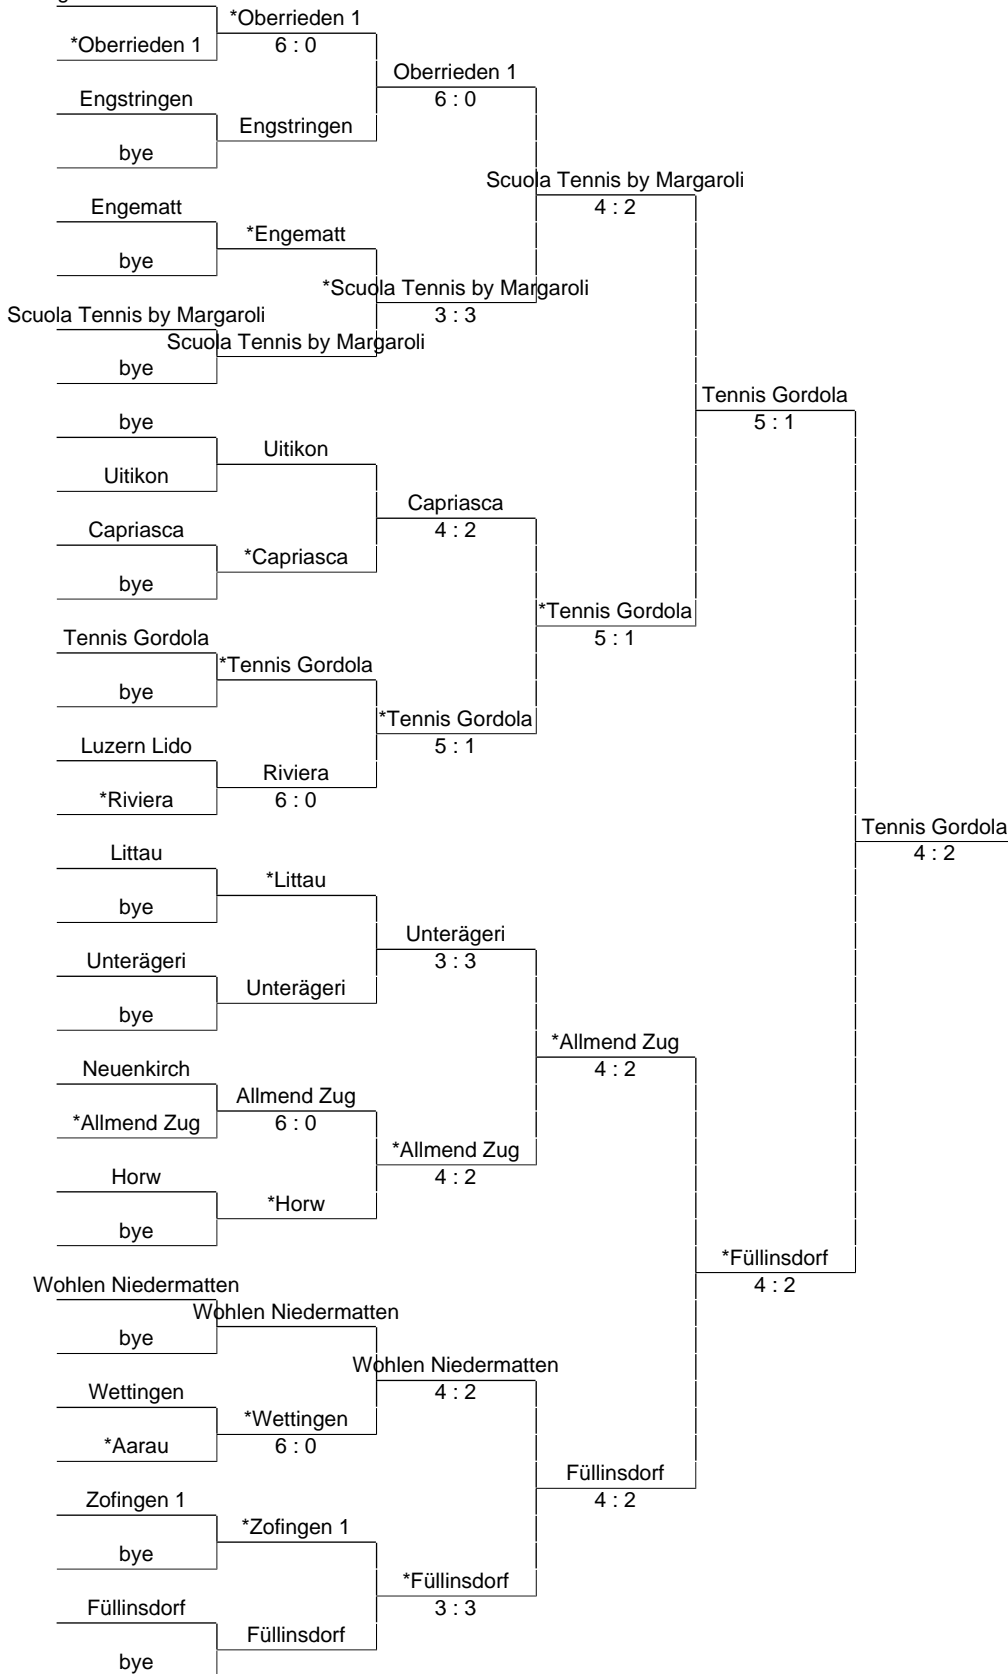 *Oberrieden 1
*Oberrieden 1
6 : 0
Oberrieden 1
6 : 0
Engstringen
Engstringen
bye
Scuola Tennis by Margaroli
4 : 2
Engematt
*Engematt
bye
*Scuola Tennis by Margaroli
3 : 3
Scuola Tennis by Margaroli
Scuola Tennis by Margaroli
bye
Tennis Gordola
5 : 1
bye
Uitikon
Uitikon
Capriasca
4 : 2
Capriasca
*Capriasca
bye
*Tennis Gordola
5 : 1
Tennis Gordola
*Tennis Gordola
bye
*Tennis Gordola
5 : 1
Luzern Lido
Riviera
6 : 0
*Riviera
Tennis Gordola
4 : 2
Littau
*Littau
bye
Unterägeri
3 : 3
Unterägeri
Unterägeri
bye
*Allmend Zug
4 : 2
Neuenkirch
Allmend Zug
6 : 0
*Allmend Zug
*Allmend Zug
4 : 2
Horw
*Horw
bye
*Füllinsdorf
4 : 2
Wohlen Niedermatten
Wohlen Niedermatten
bye
Wohlen Niedermatten
4 : 2
Wettingen
*Wettingen
6 : 0
*Aarau
Füllinsdorf
4 : 2
Zofingen 1
*Zofingen 1
bye
*Füllinsdorf
3 : 3
Füllinsdorf
Füllinsdorf
bye